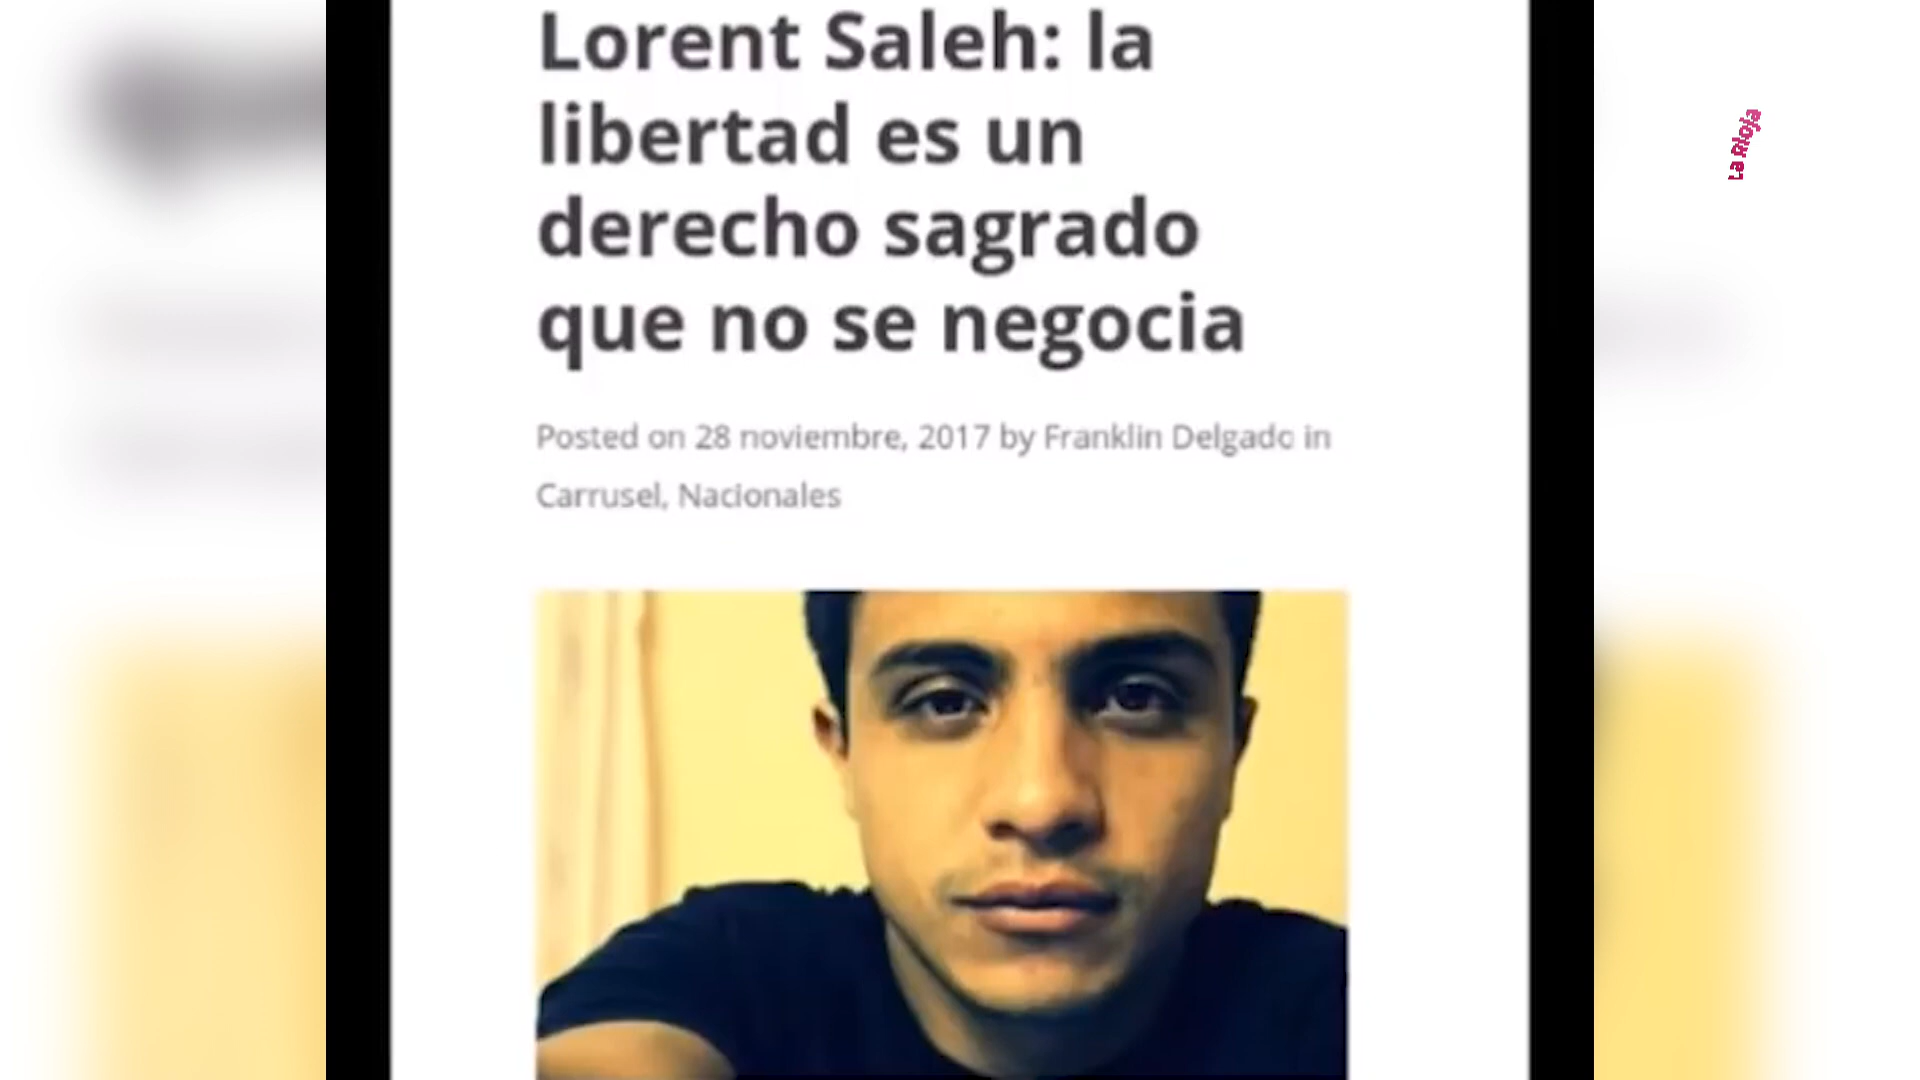 Lorent Saleh: la
libertad es un
derecho sagrado
que no se negocia
Posted on 28 noviembre, 2017 by Franklin Delgado in
Carrusel, Nacionales
La Rioja